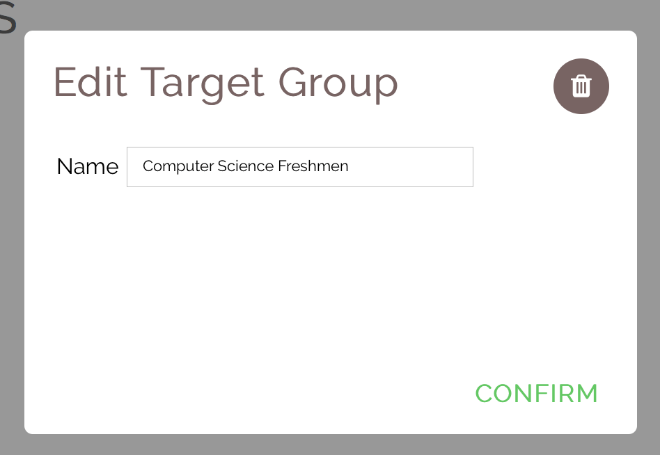 Edit Target Group
Name Computer Science Freshmen
CONFIRM